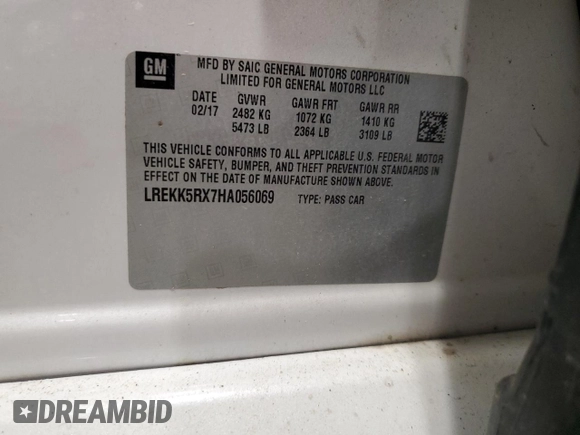 GM
MFD BY SAIC GENERAL MOTORS CORPORATION
LIMITED FOR GENERAL MOTORS LLC
DATE GVWR GAWR FRT GAWR RR
02/17 2482 KG 1072 KG 1410 KG
5473 LB 2364 LB 3109 LB
THIS VEHICLE CONFORMS TO ALL APPLICABLE U.S. FEDERAL MOTOR
VEHICLE SAFETY, BUMPER, AND THEFT PREVENTION STANDARDS IN
EFFECT ON THE DATE OF MANUFACTURE SHOWN ABOVE.
LREKK5RX7HA056069 TYPE: PASS CAR
DREAMBID